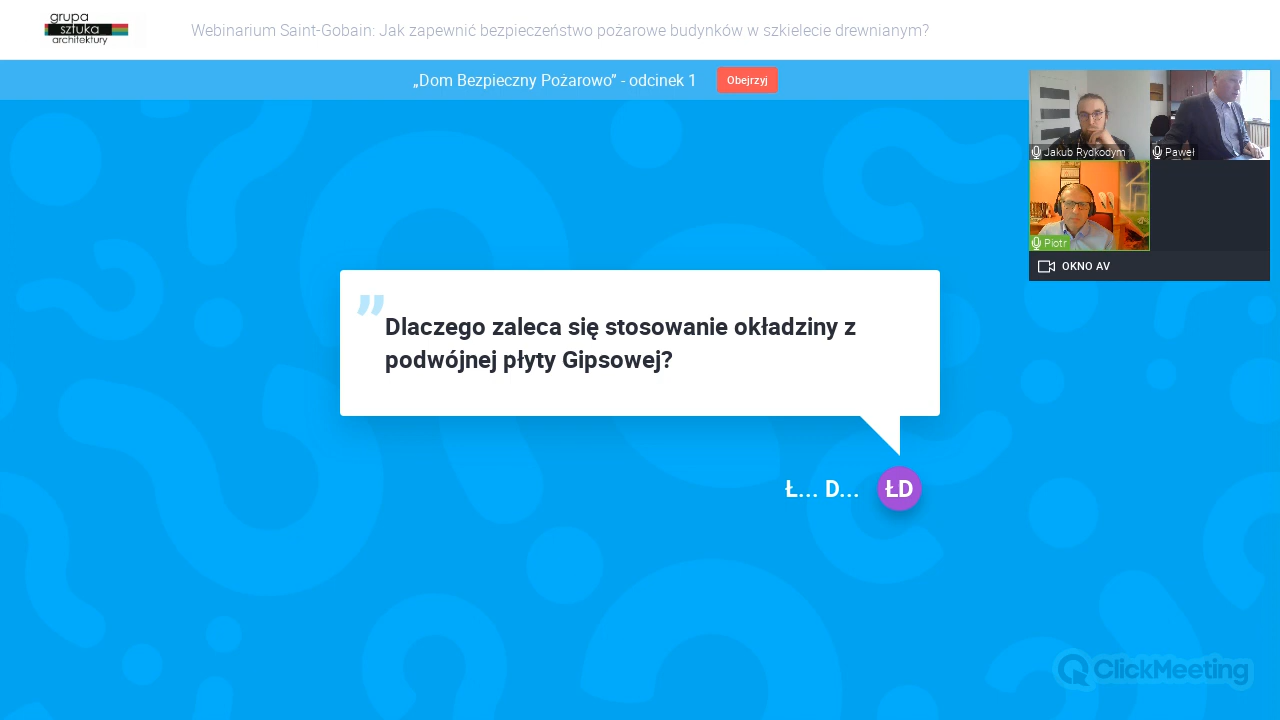 grupa
sztuka
architektury
Webinarium Saint-Gobain: Jak zapewnić bezpieczeństwo pożarowe budynków w szkielecie drewnianym?
„Dom Bezpieczny Pożarowo” - odcinek 1
Obejrzyj
Jakub Rydkodym
Paweł
Piotr
OKNO AV
”
Dlaczego zaleca się stosowanie okładziny z
podwójnej płyty Gipsowej?
Ł... D...
ŁD
ClickMeeting